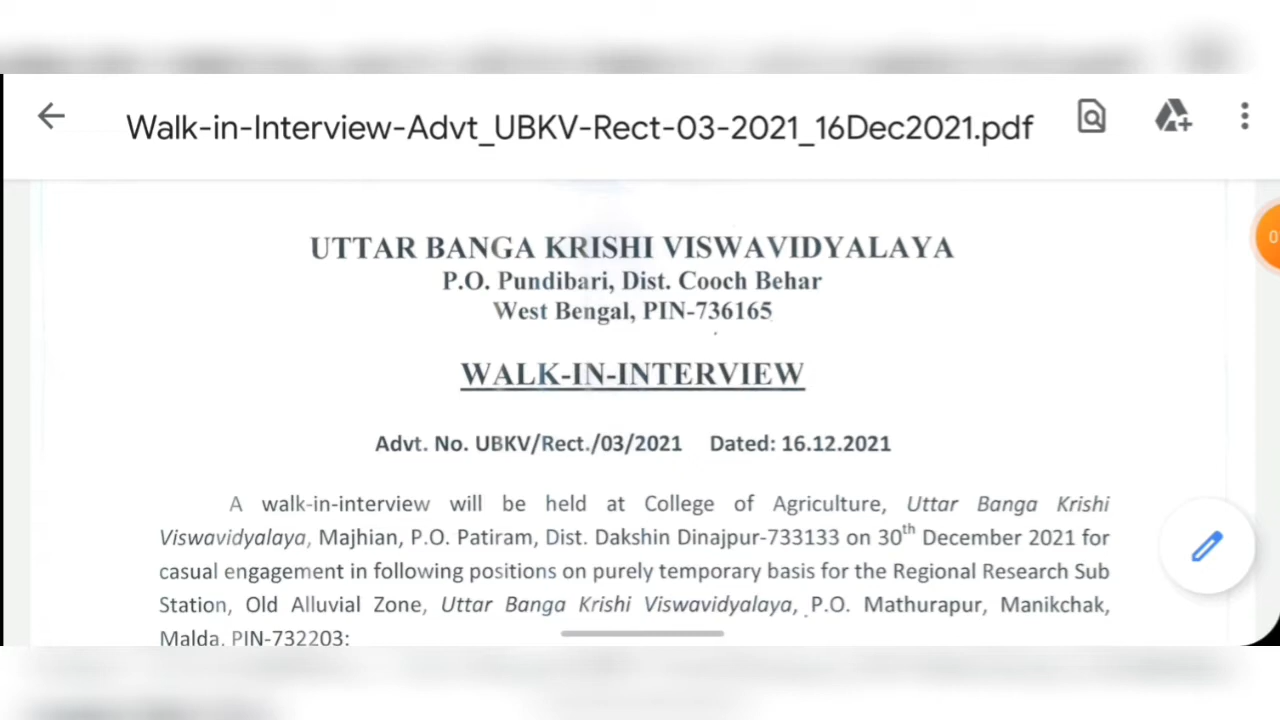 Walk-in-Interview-Advt_UBKV-Rect-03-2021_16Dec2021.pdf
UTTAR BANGA KRISHI VISWAVIDYALAYA
P.O. Pundibari, Dist. Cooch Behar
West Bengal, PIN-736165
WALK-IN-INTERVIEW
Advt. No. UBKV/Rect./03/2021 Dated: 16.12.2021
A walk-in-interview will be held at College of Agriculture, Uttar Banga Krishi
Viswavidyalaya, Majhian, P.O. Patiram, Dist. Dakshin Dinajpur-733133 on 30th December 2021 for
casual engagement in following positions on purely temporary basis for the Regional Research Sub
Station, Old Alluvial Zone, Uttar Banga Krishi Viswavidyalaya, P.O. Mathurapur, Manikchak,
Malda, PIN-732203: